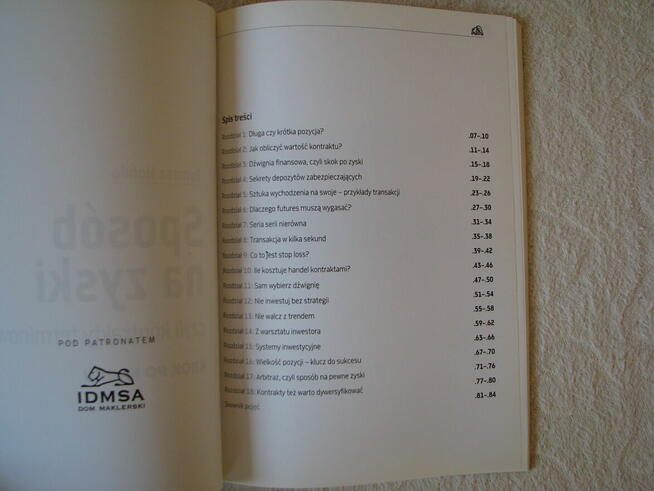 POD PATRONATEM
IDMSA
DOM MAKLERSKI
Spis treści
Rozdział 1: Długa czy krótka pozycja? .07-.10
Rozdział 2: Jak obliczyć wartość kontraktu? .11-.14
Rozdział 3: Dźwignia finansowa, czyli skok po zyski .15-.18
Rozdział 4: Sekrety depozytów zabezpieczających .19-.22
Rozdział 5: Sztuka wychodzenia na swoje – przykłady transakcji .23-.26
Rozdział 6: Dlaczego futures muszą wygasać? .27-.30
Rozdział 7: Seria serii nierówna .31-.34
Rozdział 8: Transakcja w kilka sekund .35-.38
Rozdział 9: Co to jest stop loss? .39-.42
Rozdział 10: Ile kosztuje handel kontraktami? .43-.46
Rozdział 11: Sam wybierz dźwignię .47-.50
Rozdział 12: Nie inwestuj bez strategii .51-.54
Rozdział 13: Nie walcz z trendem .55-.58
Rozdział 14: Z warsztatu inwestora .59-.62
Rozdział 15: Systemy inwestycyjne .63-.66
Rozdział 16: Wielkość pozycji – klucz do sukcesu .67-.70
Rozdział 17: Arbitraż, czyli sposób na pewne zyski .71-.76
Rozdział 18: Kontrakty też warto dywersyfikować .77-.80
Słownik pojęć .81-.84
Sposób
na zyski